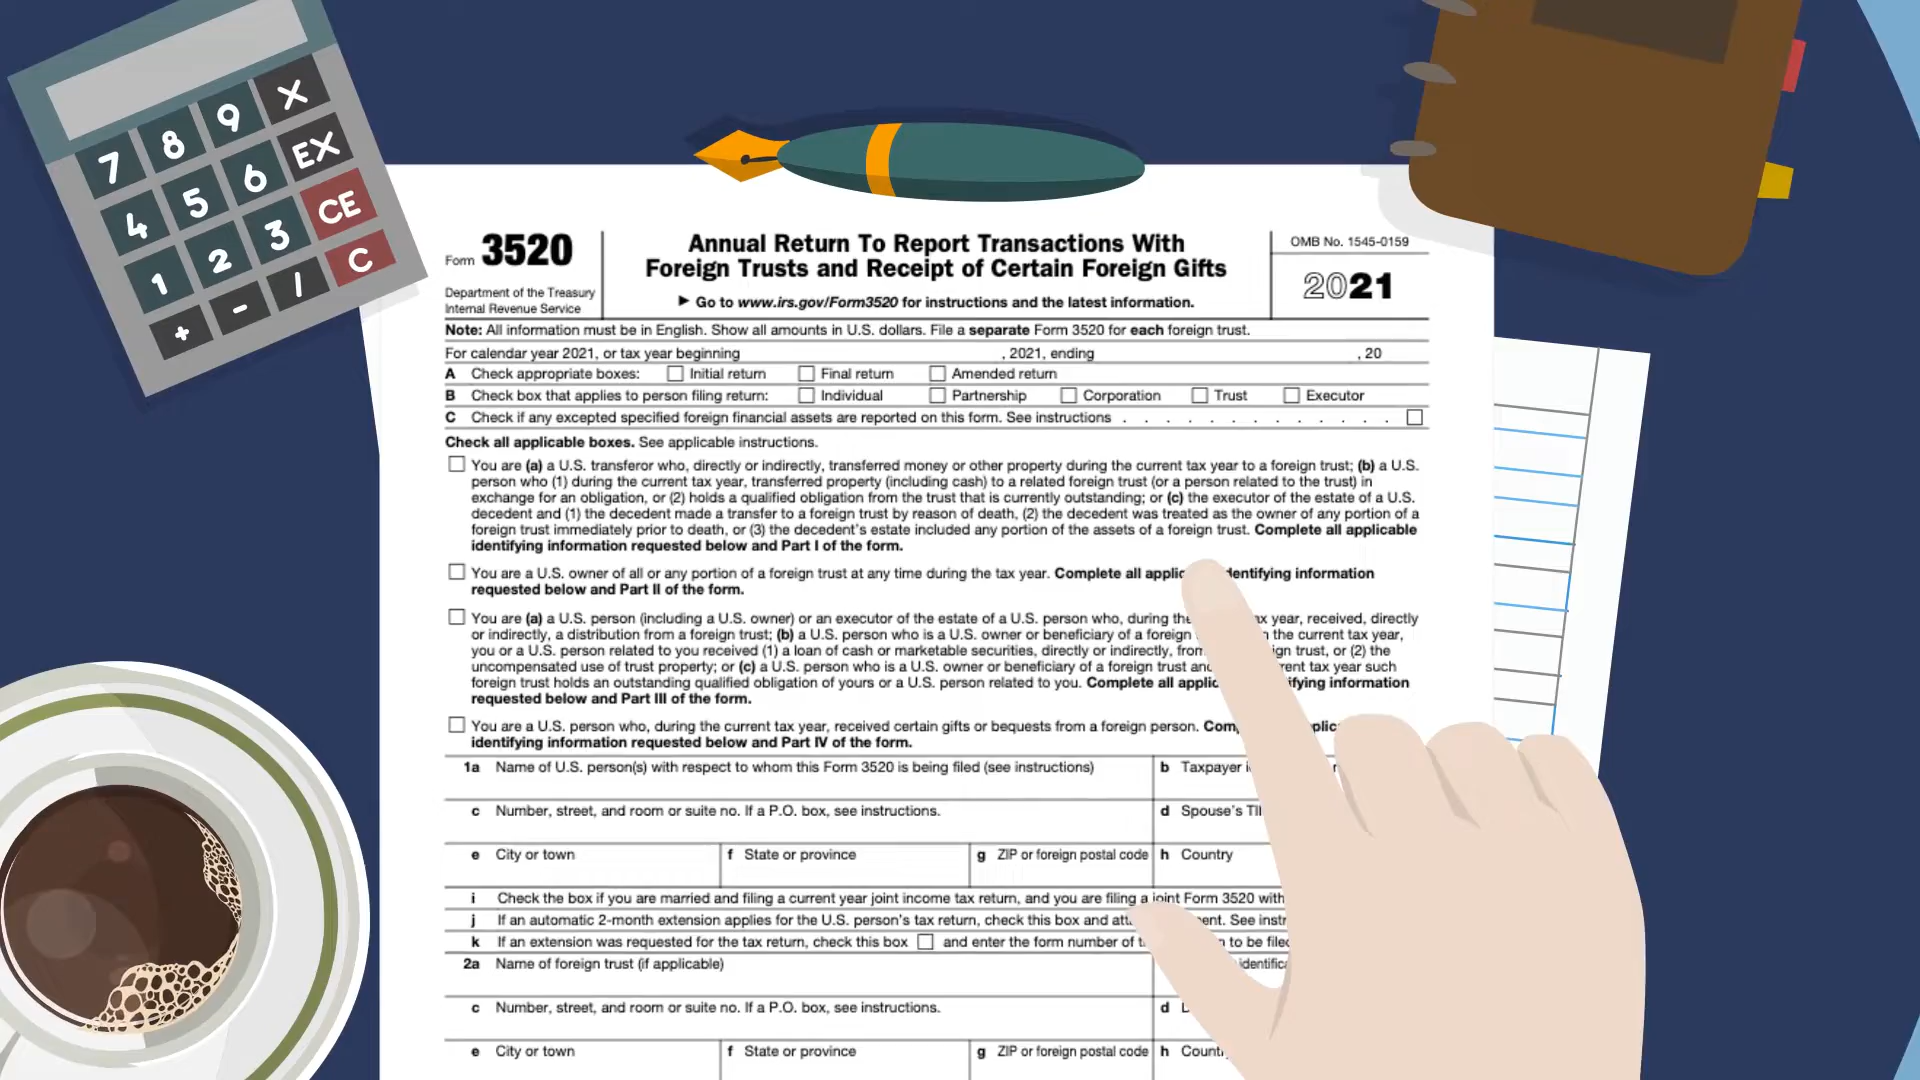 7 8 9 X
4 5 6 EX
1 2 3 CE
+ - / C
Form 3520
Department of the Treasury
Internal Revenue Service
Annual Return To Report Transactions With
Foreign Trusts and Receipt of Certain Foreign Gifts
▶ Go to www.irs.gov/Form3520 for instructions and the latest information.
OMB No. 1545-0159
2021
Note: All information must be in English. Show all amounts in U.S. dollars. File a separate Form 3520 for each foreign trust.
For calendar year 2021, or tax year beginning , 2021, ending , 20
A Check appropriate boxes: Initial return Final return Amended return
B Check box that applies to person filing return: Individual Partnership Corporation Trust Executor
C Check if any excepted specified foreign financial assets are reported on this form. See instructions . . . . . . . . . . . .
Check all applicable boxes. See applicable instructions.
You are (a) a U.S. transferor who, directly or indirectly, transferred money or other property during the current tax year to a foreign trust; (b) a U.S.
person who (1) during the current tax year, transferred property (including cash) to a related foreign trust (or a person related to the trust) in
exchange for an obligation, or (2) holds a qualified obligation from the trust that is currently outstanding; or (c) the executor of the estate of a U.S.
decedent and (1) the decedent made a transfer to a foreign trust by reason of death, (2) the decedent was treated as the owner of any portion of a
foreign trust immediately prior to death, or (3) the decedent's estate included any portion of the assets of a foreign trust. Complete all applicable
identifying information requested below and Part I of the form.
You are a U.S. owner of all or any portion of a foreign trust at any time during the tax year. Complete all identifying information
requested below and Part II of the form.
You are (a) a U.S. person (including a U.S. owner) or an executor of the estate of a U.S. person who, during the year, received, directly
or indirectly, a distribution from a foreign trust; (b) a U.S. person who is a U.S. owner or beneficiary of a foreign the current tax year,
you or a U.S. person related to you received (1) a loan of cash or marketable securities, directly or indirectly, from trust, or (2) the
uncompensated use of trust property; or (c) a U.S. person who is a U.S. owner or beneficiary of a foreign trust and tax year such
foreign trust holds an outstanding qualified obligation of yours or a U.S. person related to you. Complete all information
requested below and Part III of the form.
You are a U.S. person who, during the current tax year, received certain gifts or bequests from a foreign person.
identifying information requested below and Part IV of the form.
1a Name of U.S. person(s) with respect to whom this Form 3520 is being filed (see instructions) b Taxpayer
c Number, street, and room or suite no. If a P.O. box, see instructions. d Spouse's
e City or town f State or province g ZIP or foreign postal code h Country
i Check the box if you are married and filing a current year joint income tax return, and you are filing a joint Form 3520 with
j If an automatic 2-month extension applies for the U.S. person's tax return, check this box and See
k If an extension was requested for the tax return, check this box and enter the form number of to be
2a Name of foreign trust (if applicable)
c Number, street, and room or suite no. If a P.O. box, see instructions. d
e City or town f State or province g ZIP or foreign postal code h